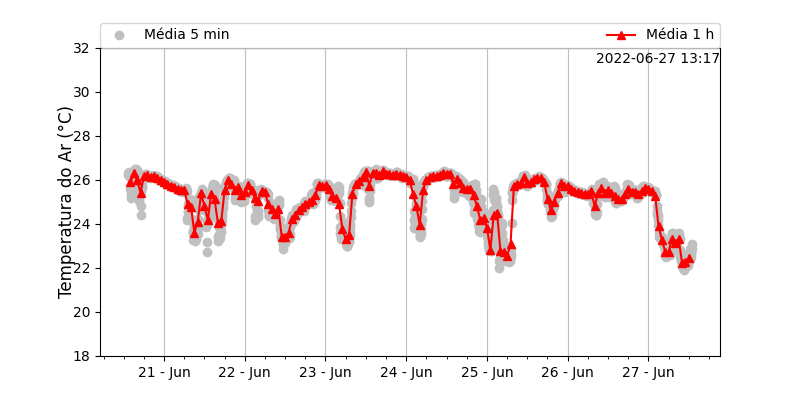 Média 5 min
Média 1 h
2022-06-27 13:17
Temperatura do Ar (°C)
32
30
28
26
24
22
20
18
21 - Jun
22 - Jun
23 - Jun
24 - Jun
25 - Jun
26 - Jun
27 - Jun